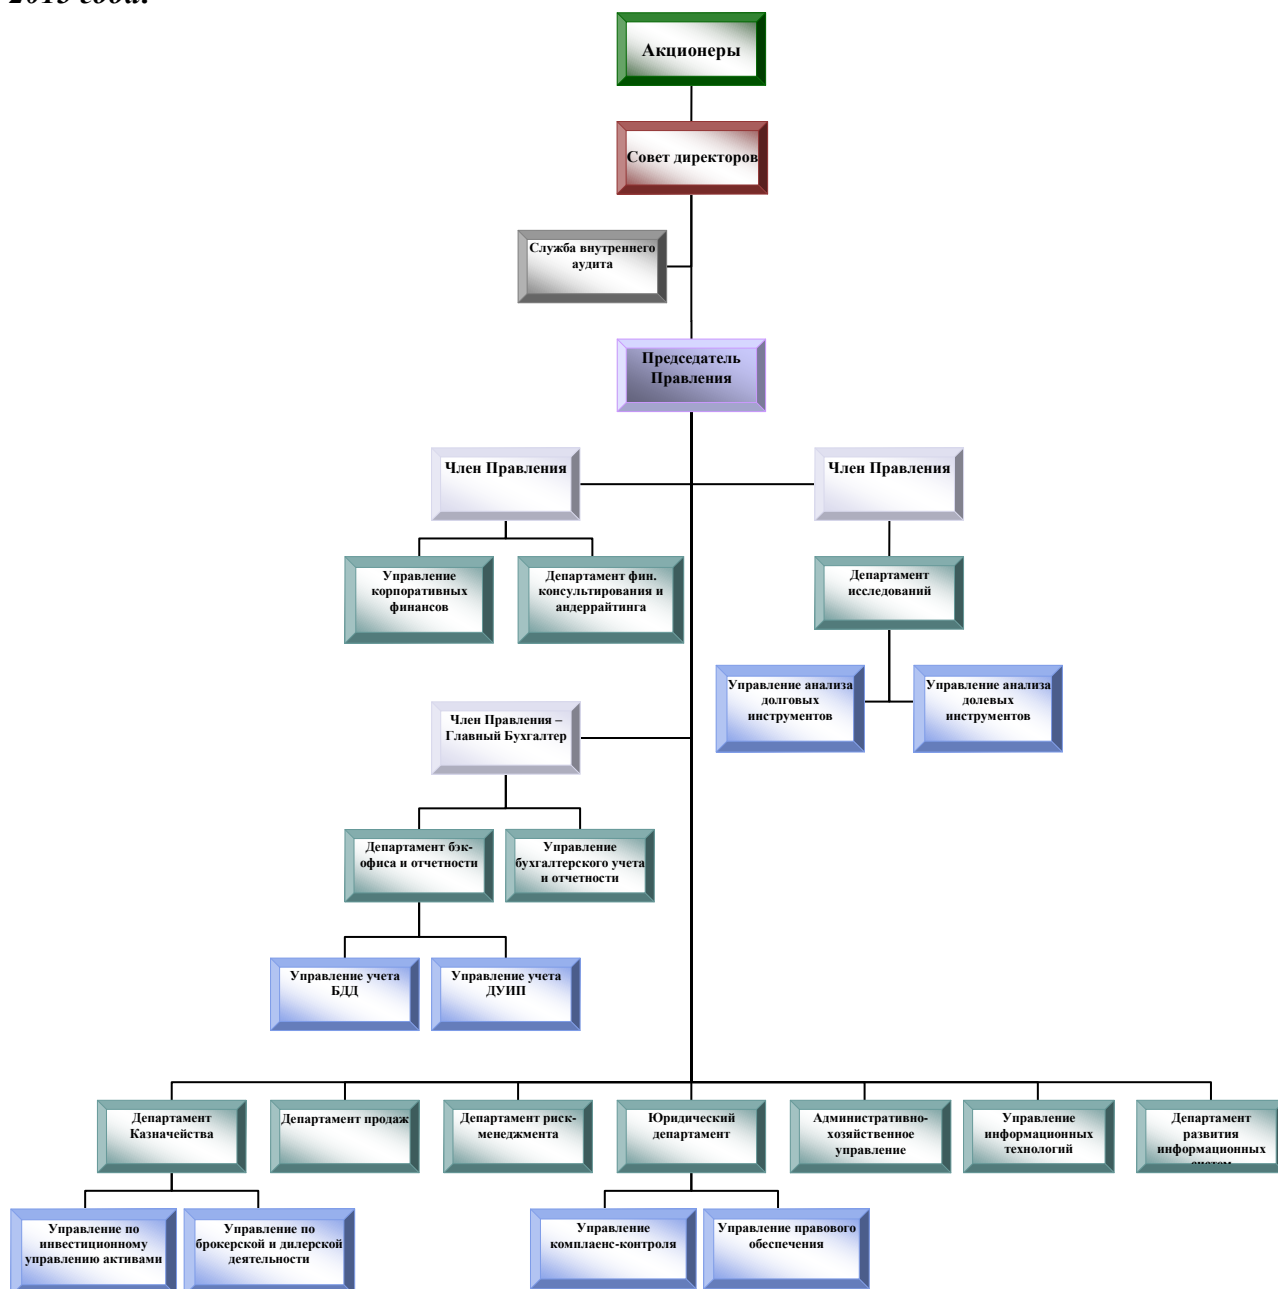 2013 года.
Акционеры
Совет директоров
Служба внутреннего
аудита
Председатель
Правления
Член Правления
Член Правления
Управление
корпоративных
финансов
Департамент фин.
консультирования и
андеррайтинга
Департамент
исследований
Управление анализа
долговых
инструментов
Управление анализа
долевых
инструментов
Член Правления –
Главный Бухгалтер
Департамент бэк-
офиса и отчетности
Управление
бухгалтерского учета
и отчетности
Управление учета
БДД
Управление учета
ДУИП
Департамент
Казначейства
Департамент продаж
Департамент риск-
менеджмента
Юридический
департамент
Административно-
хозяйственное
управление
Управление
информационных
технологий
Департамент
развития
информационных
систем
Управление по
инвестиционному
управлению активами
Управление по
брокерской и дилерской
деятельности
Управление
комплаенс-контроля
Управление правового
обеспечения